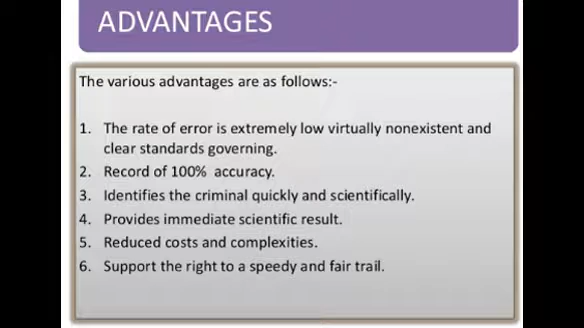 ADVANTAGES
The various advantages are as follows:-
1. The rate of error is extremely low virtually nonexistent and
clear standards governing.
2. Record of 100% accuracy.
3. Identifies the criminal quickly and scientifically.
4. Provides immediate scientific result.
5. Reduced costs and complexities.
6. Support the right to a speedy and fair trail.